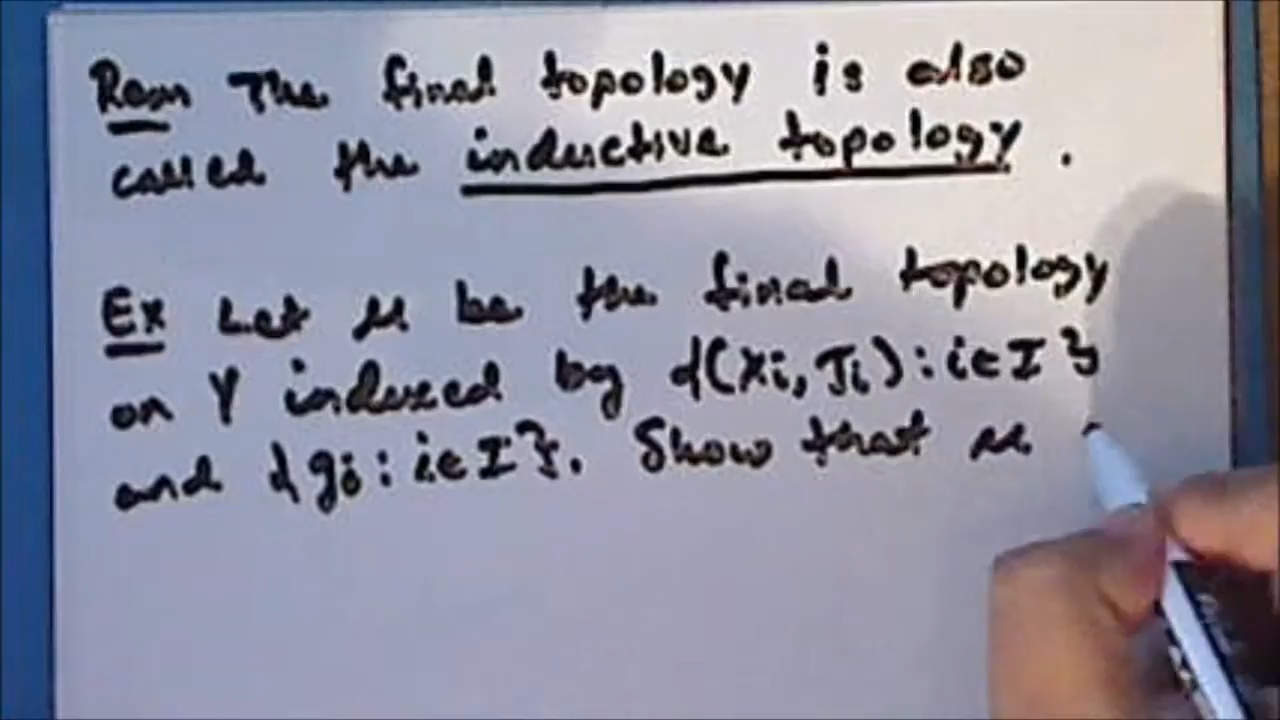 Rem The final topology is also
called the inductive topology.
Ex Let μ be the final topology
on Y induced by {(Xi, Ti): i∈I}
and {gi: i∈I}. Show that μ